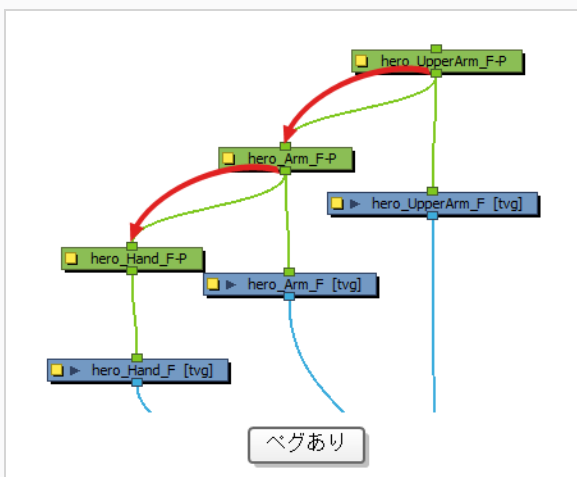 hero_UpperArm_F-P
hero_Arm_F-P
hero_UpperArm_F [tvg]
hero_Hand_F-P
hero_Arm_F [tvg]
hero_Hand_F [tvg]
ペグあり